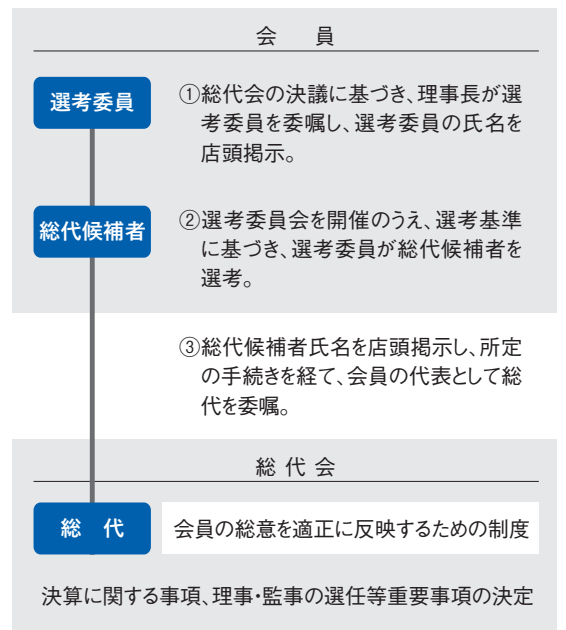 会　員
選考委員
①総代会の決議に基づき、理事長が選
考委員を委嘱し、選考委員の氏名を
店頭掲示。
総代候補者
②選考委員会を開催のうえ、選考基準
に基づき、選考委員が総代候補者を
選考。
③総代候補者氏名を店頭掲示し、所定
の手続きを経て、会員の代表として総
代を委嘱。
総代会
総　代
会員の総意を適正に反映するための制度
決算に関する事項、理事・監事の選任等重要事項の決定